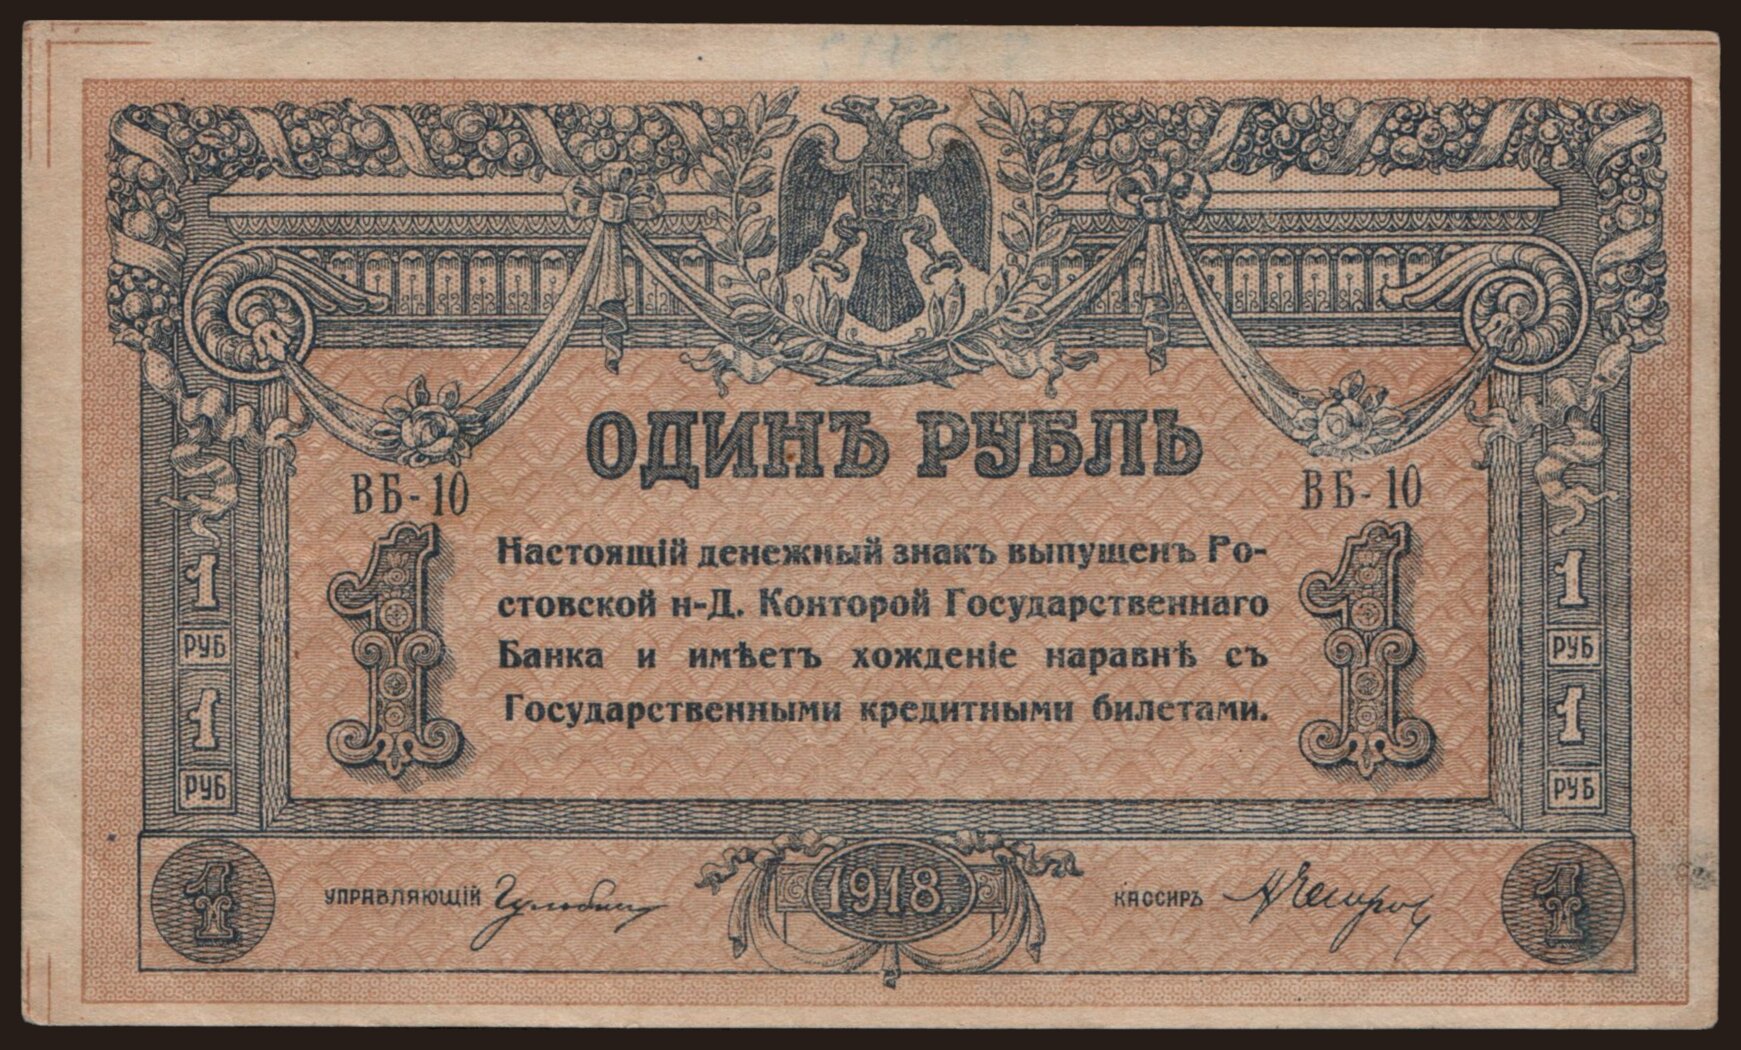 ОДИНЪ РУБЛЬ
ВБ-10 ВБ-10
Настоящій денежный знакъ выпущенъ Ро-
стовской н-Д. Конторой Государственнаго
Банка и имѣетъ хожденіе наравнѣ съ
Государственными кредитными билетами.
1 1
1 1
РУБ РУБ
1 1
РУБ РУБ
1 УПРАВЛЯЮЩІЙ 1918. КАССИРЪ 1